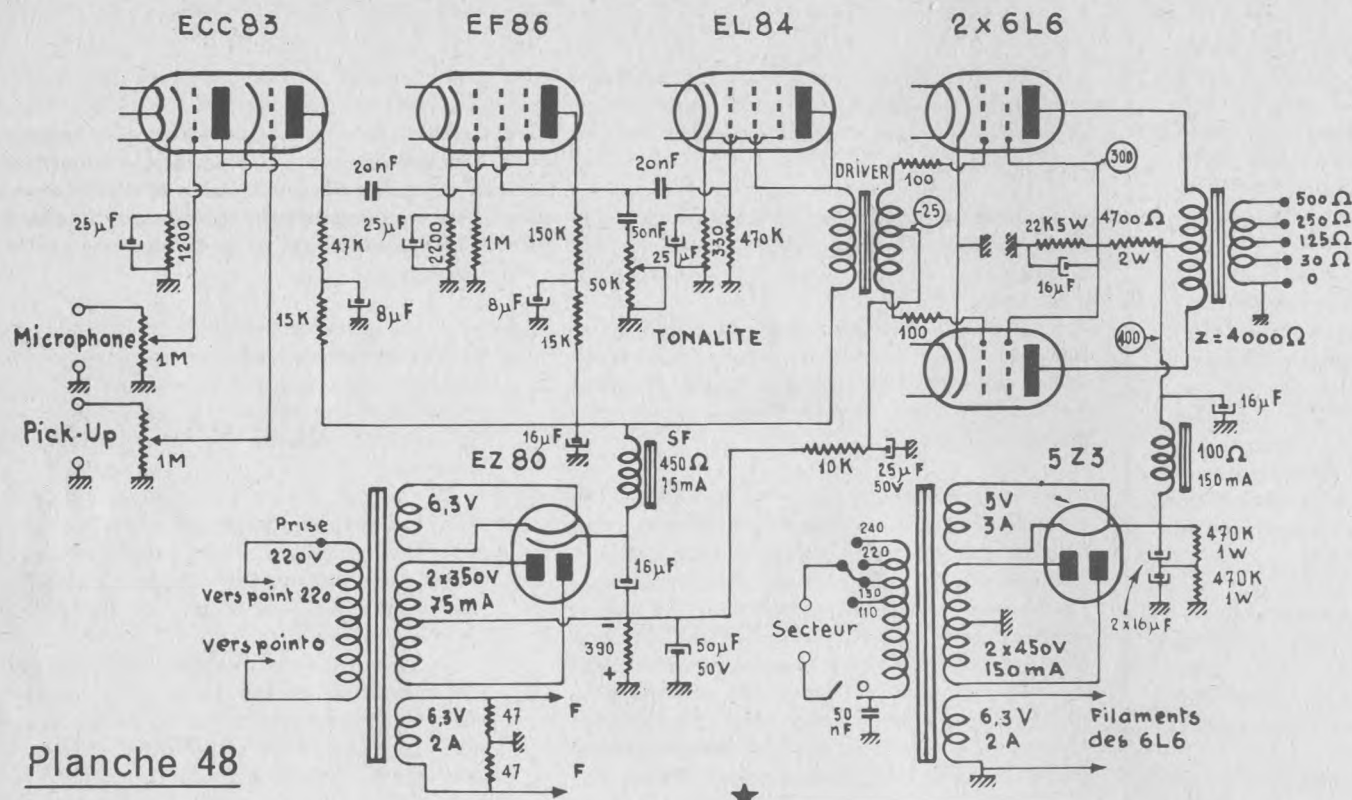 ECC83
EF86
EL84
2 x 6L6
20nF
20nF
DRIVER
100
300
-25
25µF
1200
47K
25µF
2200
1M
150K
50nF
25µF
330
470K
22K5W
4700Ω
2W
16µF
500Ω
250Ω
125Ω
30Ω
0
15K
8µF
8µF
15K
50K
TONALITE
100
400
Z = 4000Ω
Microphone
1M
Pick-Up
1M
16µF
EZ80
SF
450Ω
75mA
10K
25µF
50V
5Z3
16µF
100Ω
150mA
Prise
220V
Vers point 220
Vers point 0
6,3V
2x350V
75mA
16µF
-
390
+
50µF
50V
240
220
130
110
Secteur
50
nF
5V
3A
2x450V
150mA
470K
1W
470K
1W
2x16µF
6,3V
2A
47
47
F
F
6,3V
2A
Filaments
des 6L6
Planche 48